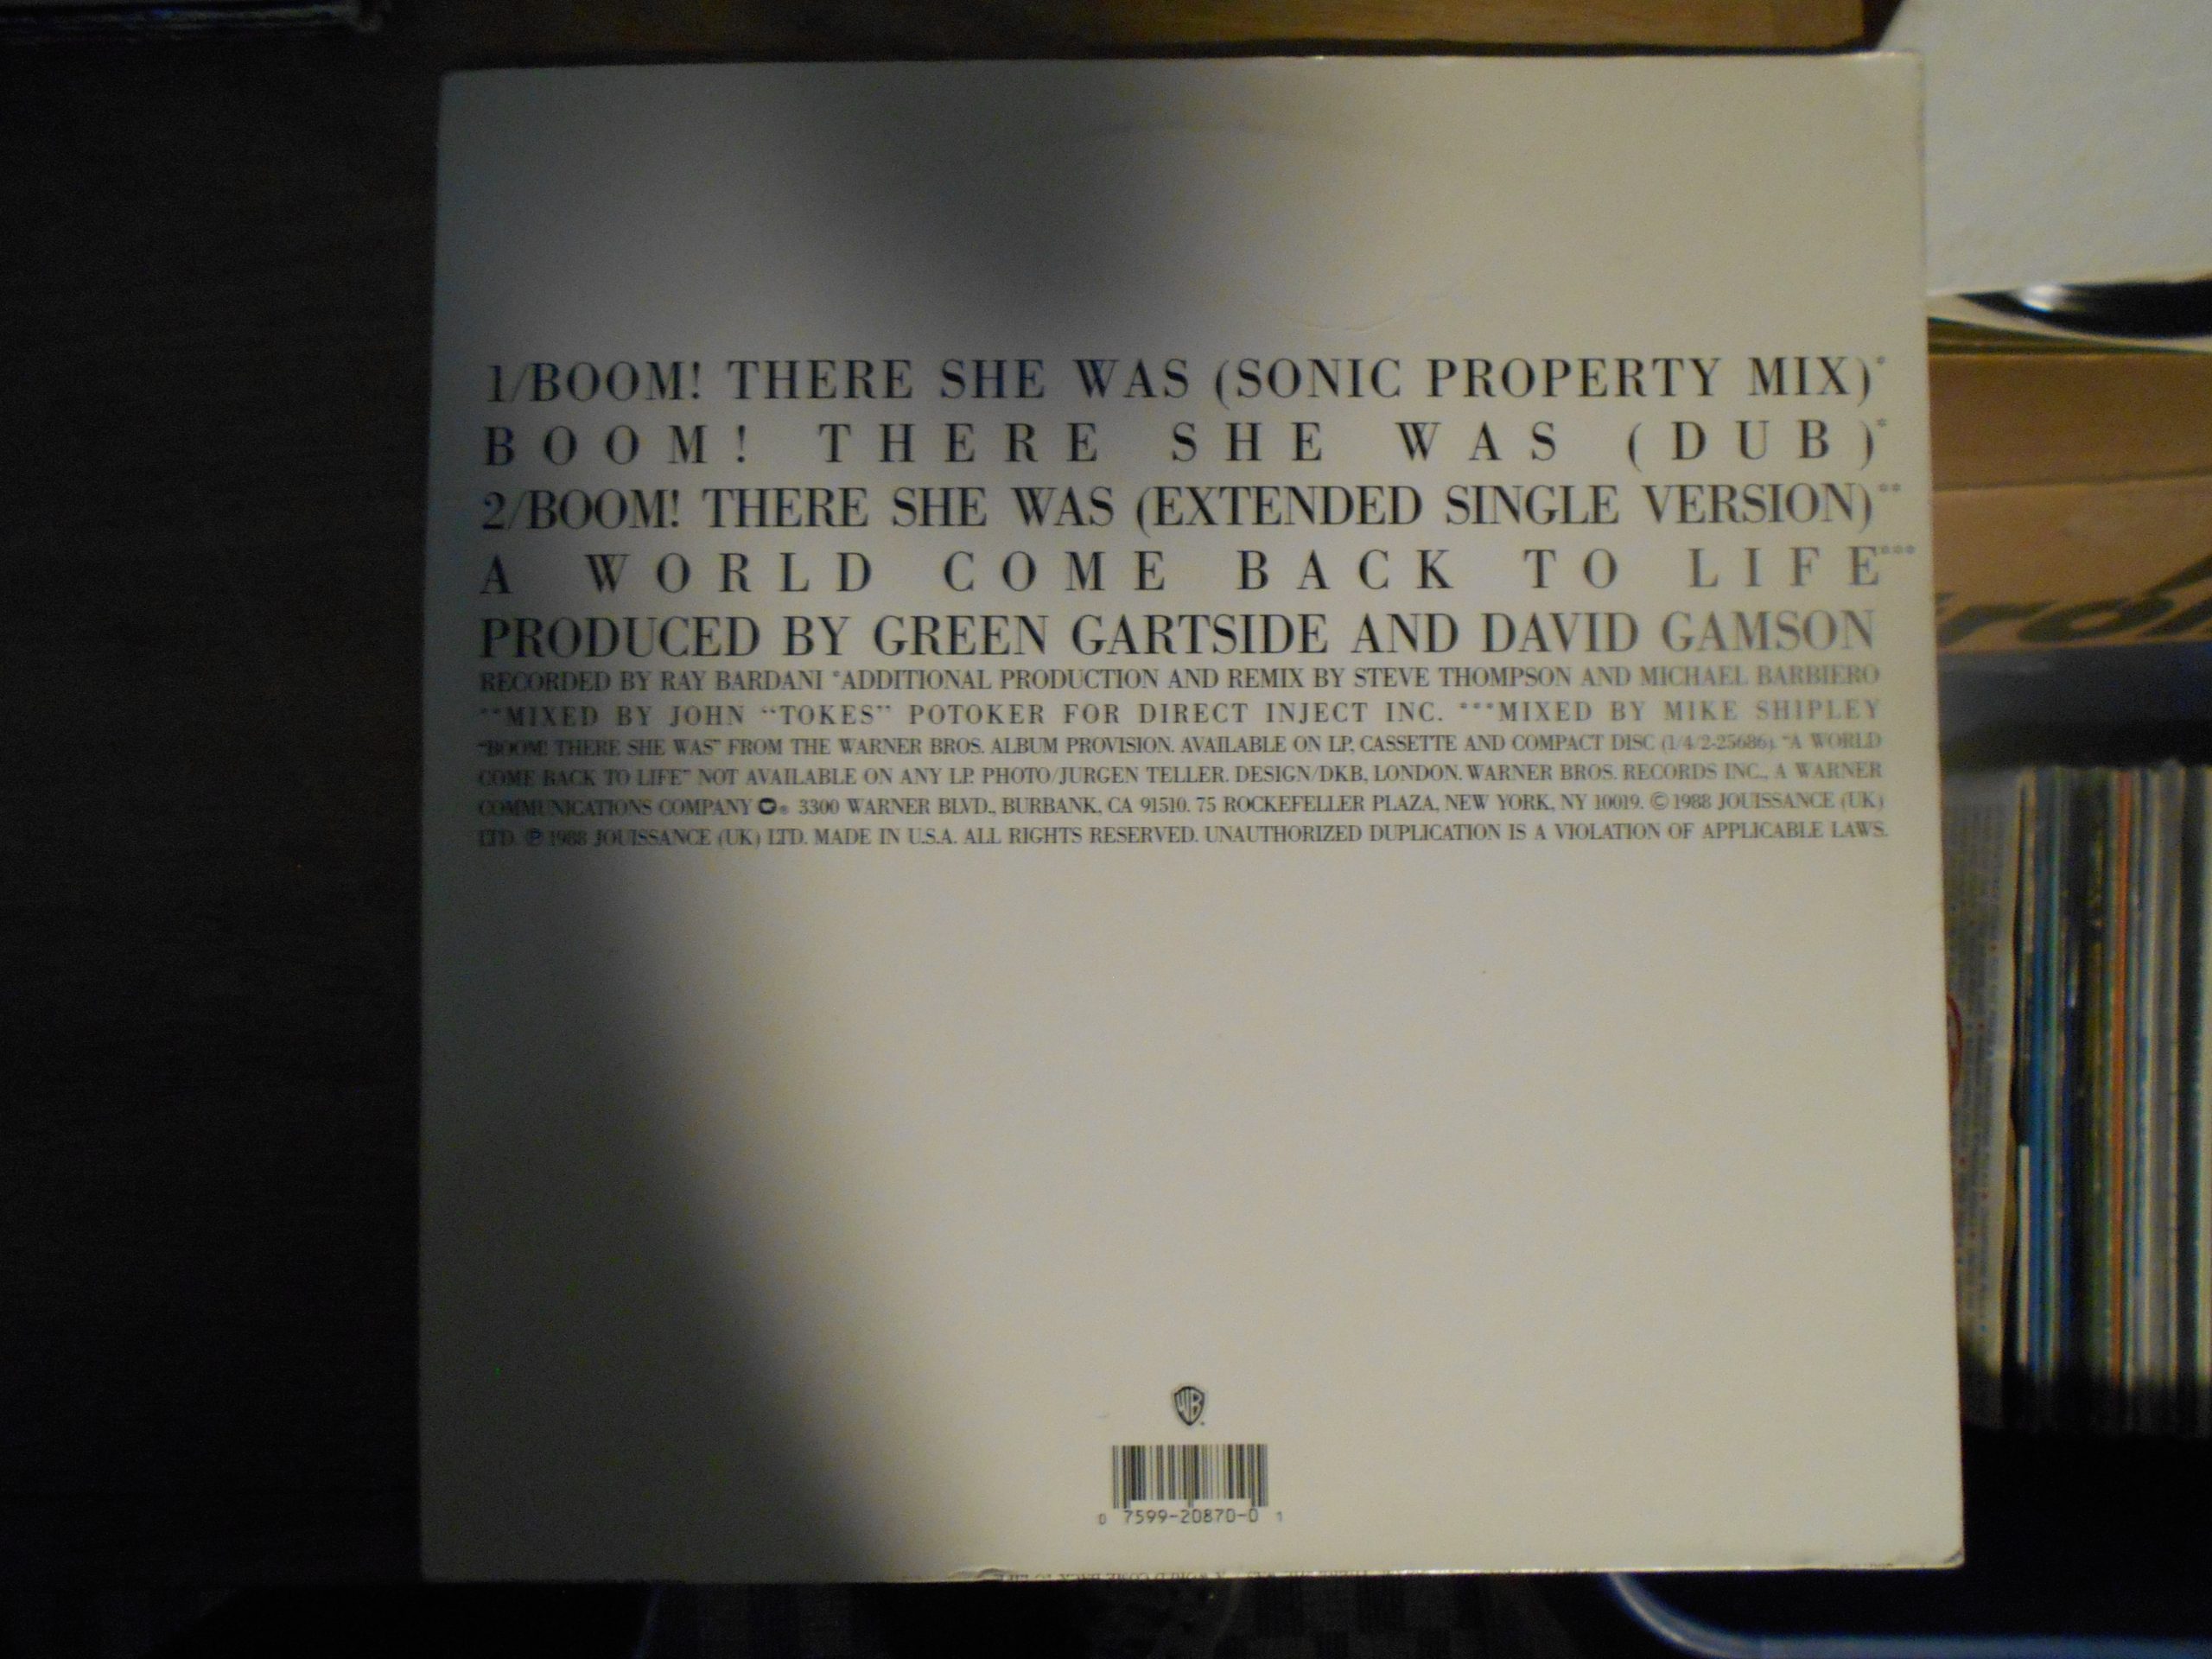 1/BOOM! THERE SHE WAS (SONIC PROPERTY MIX)*
BOOM! THERE SHE WAS (DUB)*
2/BOOM! THERE SHE WAS (EXTENDED SINGLE VERSION)**
A WORLD COME BACK TO LIFE***
PRODUCED BY GREEN GARTSIDE AND DAVID GAMSON
RECORDED BY RAY BARDANI *ADDITIONAL PRODUCTION AND REMIX BY STEVE THOMPSON AND MICHAEL BARBIERO
**MIXED BY JOHN "TOKES" POTOKER FOR DIRECT INJECT INC. ***MIXED BY MIKE SHIPLEY
"BOOM! THERE SHE WAS" FROM THE WARNER BROS. ALBUM PROVISION. AVAILABLE ON LP, CASSETTE AND COMPACT DISC (1/4/2-25686). "A WORLD
COME BACK TO LIFE" NOT AVAILABLE ON ANY LP. PHOTO/JURGEN TELLER. DESIGN/DKB, LONDON. WARNER BROS. RECORDS INC., A WARNER
COMMUNICATIONS COMPANY ® 3300 WARNER BLVD., BURBANK, CA 91510. 75 ROCKEFELLER PLAZA, NEW YORK, NY 10019. © 1988 JOUISSANCE (UK)
LTD. ℗ 1988 JOUISSANCE (UK) LTD. MADE IN U.S.A. ALL RIGHTS RESERVED. UNAUTHORIZED DUPLICATION IS A VIOLATION OF APPLICABLE LAWS.
WB
0 7599-20870-0 1